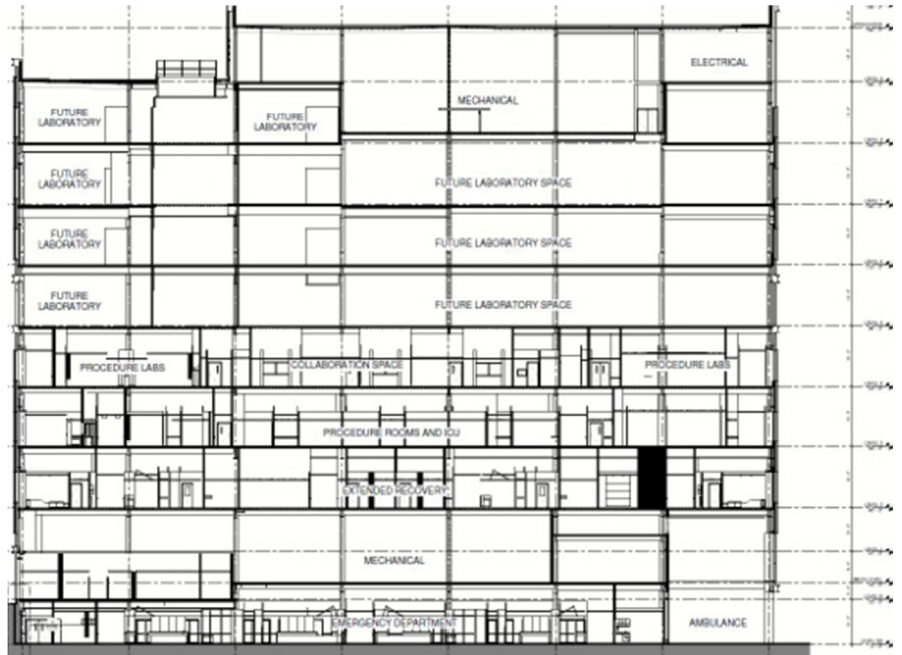 ELECTRICAL
MECHANICAL
FUTURE
LABORATORY
FUTURE
LABORATORY
FUTURE
LABORATORY
FUTURE LABORATORY SPACE
FUTURE
LABORATORY
FUTURE LABORATORY SPACE
FUTURE
LABORATORY
FUTURE LABORATORY SPACE
PROCEDURE LABS
COLLABORATION SPACE
PROCEDURE LABS
PROCEDURE ROOMS AND ICU
EXTENDED RECOVERY
MECHANICAL
EMERGENCY DEPARTMENT
AMBULANCE